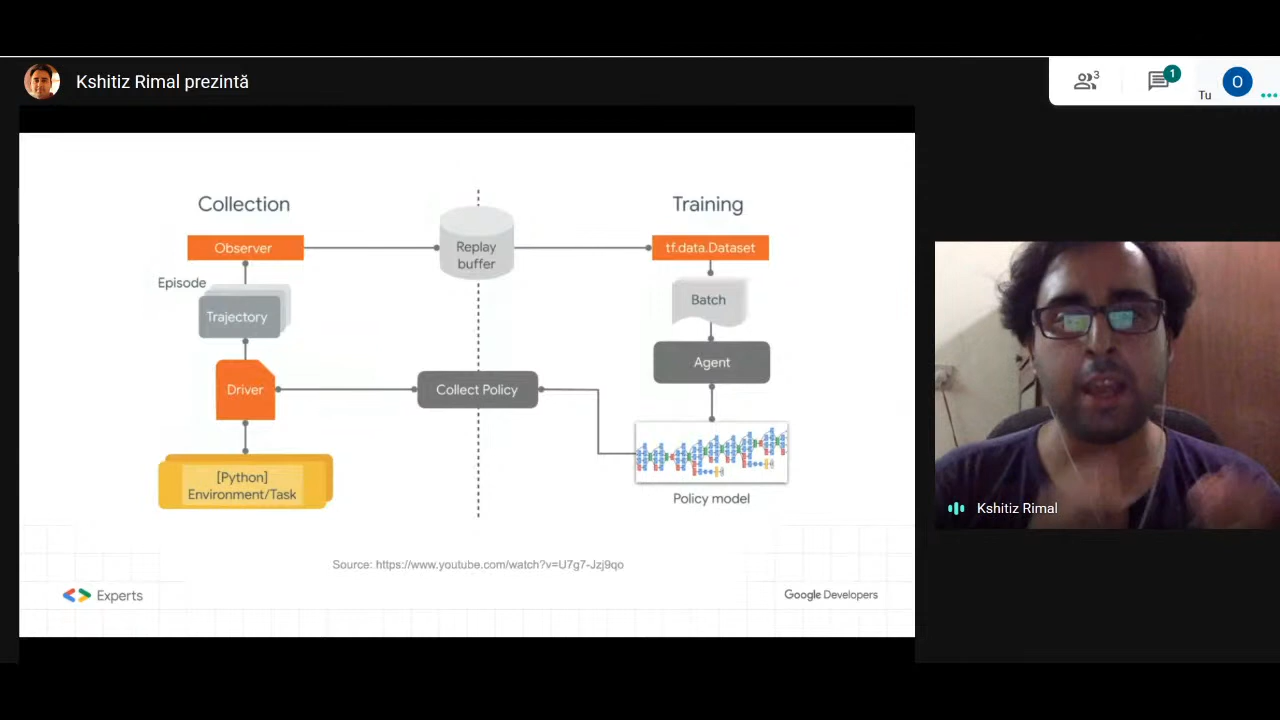 Kshitiz Rimal prezintă
3
1
Tu
O
Collection
Training
Observer
Replay
buffer
tf.data.Dataset
Episode
Trajectory
Batch
Agent
Driver
Collect Policy
[Python]
Environment/Task
Policy model
Kshitiz Rimal
Source: https://www.youtube.com/watch?v=U7g7-Jzj9qo
Experts
Google Developers